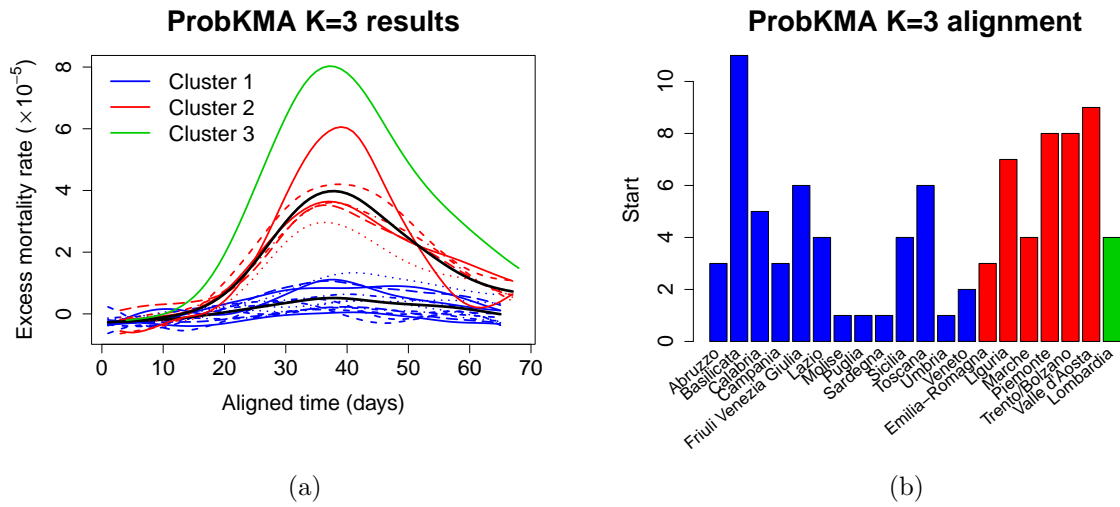 ProbKMA K=3 results
Excess mortality rate (×10⁻⁵)
8
6
4
2
0
Cluster 1
Cluster 2
Cluster 3
0 10 20 30 40 50 60 70
Aligned time (days)
(a)
ProbKMA K=3 alignment
Start
10
8
6
4
2
0
Abruzzo
Basilicata
Calabria
Campania
Friuli Venezia Giulia
Lazio
Molise
Puglia
Sardegna
Sicilia
Toscana
Umbria
Veneto
Emilia−Romagna
Liguria
Marche
Piemonte
Trento/Bolzano
Valle d'Aosta
Lombardia
(b)